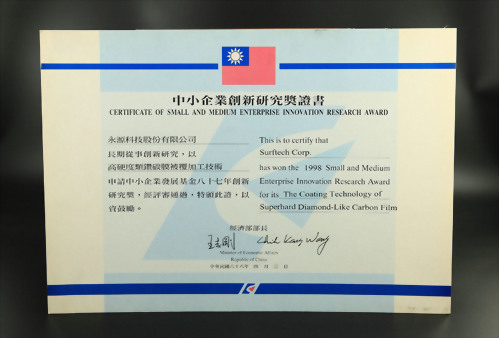 中小企業創新研究獎證書
CERTIFICATE OF SMALL AND MEDIUM ENTERPRISE INNOVATION RESEARCH AWARD
永源科技股份有限公司
長期從事創新研究，以
高硬度類鑽碳膜被覆加工技術
申請中小企業發展基金八十七年創新
研究獎，經評審通過，特頒此證，以
資鼓勵。
This is to certify that
Surftech Corp.
has won the 1998 Small and Medium
Enterprise Innovation Research Award
for its The Coating Technology of
Superhard Diamond-Like Carbon Film
經濟部部長
Minister of Economic Affairs
Republic of China